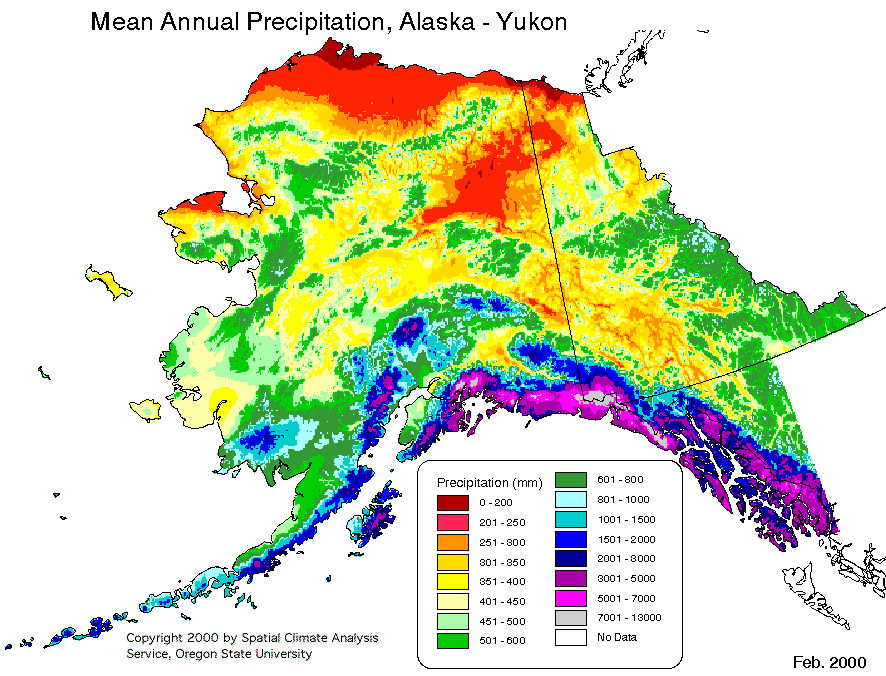 Mean Annual Precipitation, Alaska - Yukon
Precipitation (mm)
0 - 200
201 - 250
251 - 300
301 - 350
351 - 400
401 - 450
451 - 500
501 - 600
601 - 800
801 - 1000
1001 - 1500
1501 - 2000
2001 - 3000
3001 - 5000
5001 - 7000
7001 - 18000
No Data
Copyright 2000 by Spatial Climate Analysis
Service, Oregon State University
Feb. 2000